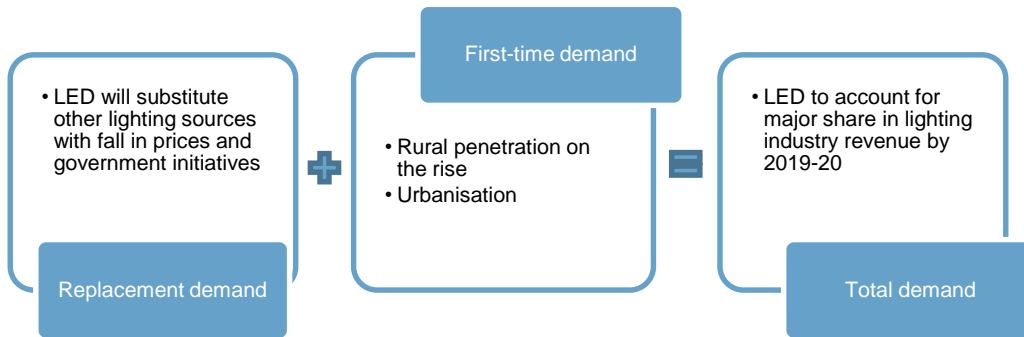 • LED will substitute
other lighting sources
with fall in prices and
government initiatives
Replacement demand
First-time demand
• Rural penetration on
the rise
• Urbanisation
• LED to account for
major share in lighting
industry revenue by
2019-20
Total demand